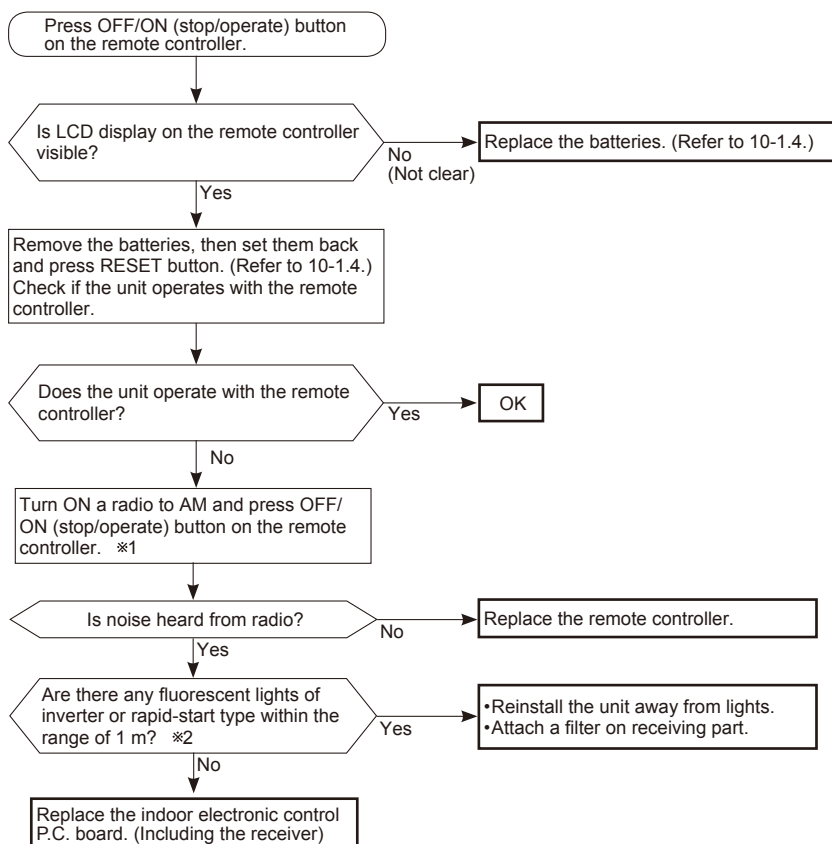 Press OFF/ON (stop/operate) button
on the remote controller.
Is LCD display on the remote controller
visible?
No
(Not clear)
Replace the batteries. (Refer to 10-1.4.)
Yes
Remove the batteries, then set them back
and press RESET button. (Refer to 10-1.4.)
Check if the unit operates with the remote
controller.
Does the unit operate with the remote
controller?
Yes
OK
No
Turn ON a radio to AM and press OFF/
ON (stop/operate) button on the remote
controller. ※1
Is noise heard from radio?
No
Replace the remote controller.
Yes
Are there any fluorescent lights of
inverter or rapid-start type within the
range of 1 m? ※2
Yes
•Reinstall the unit away from lights.
•Attach a filter on receiving part.
No
Replace the indoor electronic control
P.C. board. (Including the receiver)